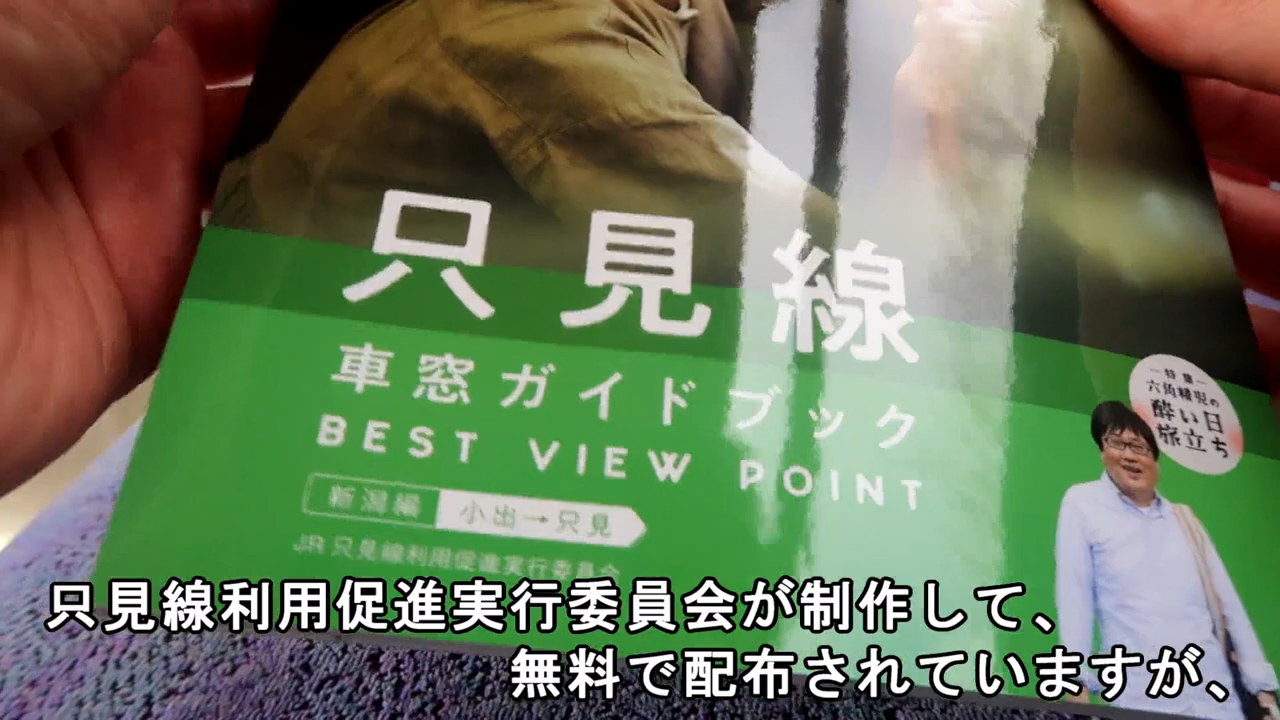 只見線
車窓ガイドブック
BEST VIEW POINT
新潟編 小出→只見
JR 只見線利用促進実行委員会
特集
六角精児の
酔い日
旅立ち
只見線利用促進実行委員会が制作して、
無料で配布されていますが、